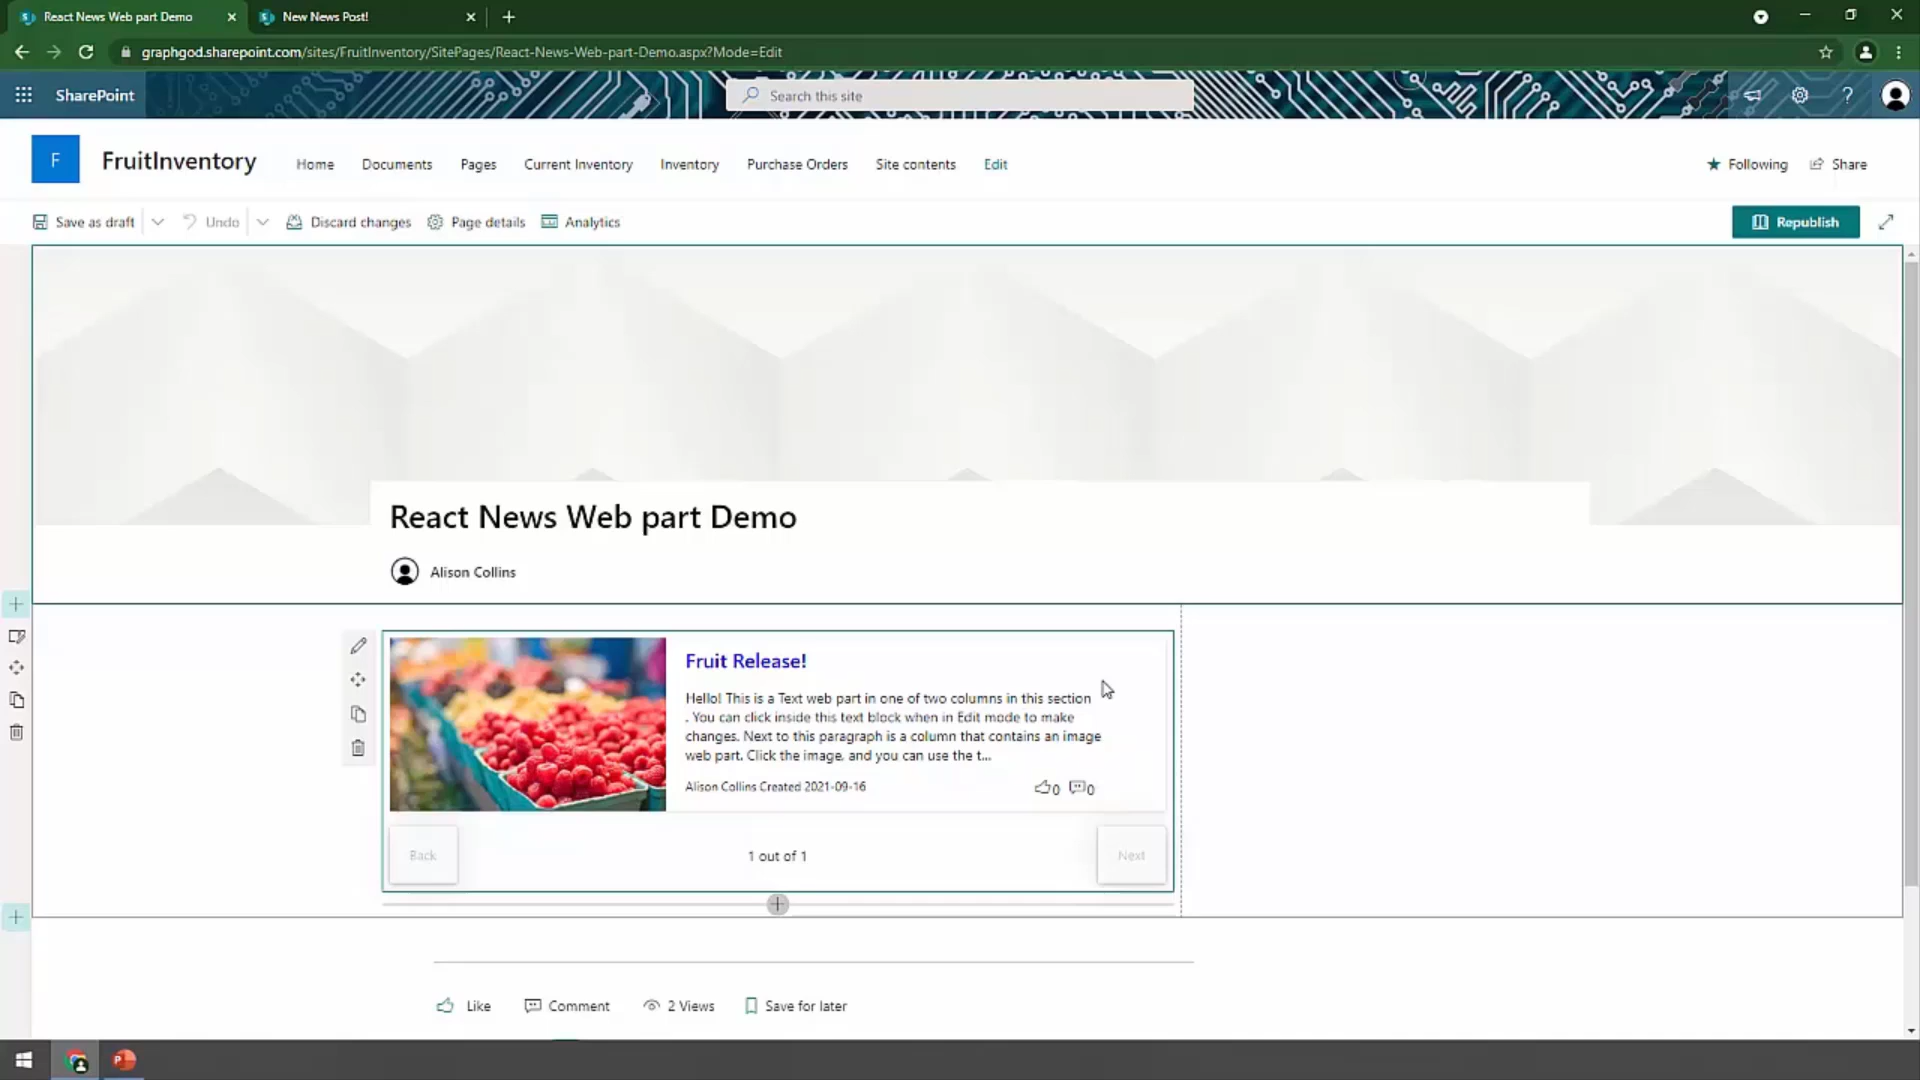 React News Web part Demo
New News Post!
graphgod.sharepoint.com/sites/FruitInventory/SitePages/React-News-Web-part-Demo.aspx?Mode=Edit
SharePoint
Search this site
F
FruitInventory
Home
Documents
Pages
Current Inventory
Inventory
Purchase Orders
Site contents
Edit
Following
Share
Save as draft
Undo
Discard changes
Page details
Analytics
Republish
React News Web part Demo
Alison Collins
Fruit Release!
Hello! This is a Text web part in one of two columns in this section
. You can click inside this text block when in Edit mode to make
changes. Next to this paragraph is a column that contains an image
web part. Click the image, and you can use the t...
Alison Collins Created 2021-09-16
0
0
Back
1 out of 1
Next
Like
Comment
2 Views
Save for later